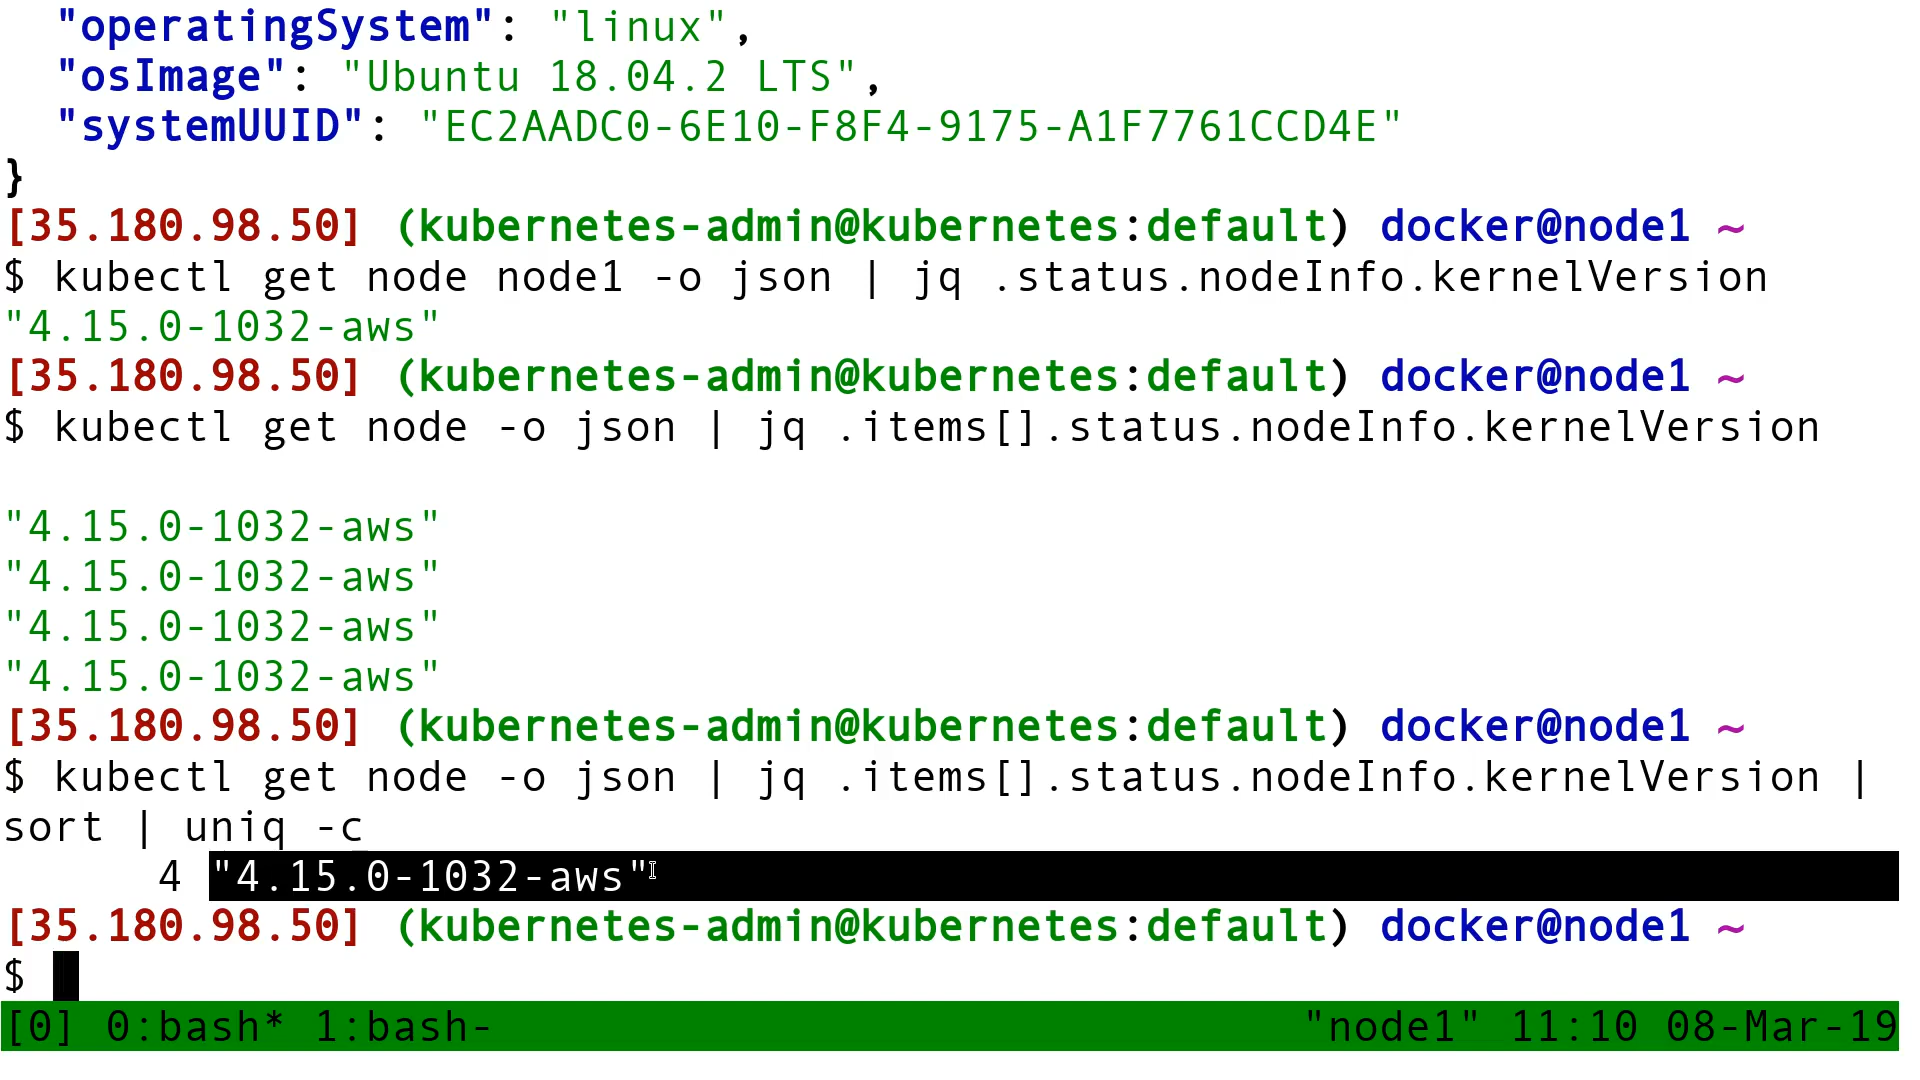 "operatingSystem": "linux",
"osImage": "Ubuntu 18.04.2 LTS",
"systemUUID": "EC2AADC0-6E10-F8F4-9175-A1F7761CCD4E"
}
[35.180.98.50] (kubernetes-admin@kubernetes:default) docker@node1 ~
$ kubectl get node node1 -o json | jq .status.nodeInfo.kernelVersion
"4.15.0-1032-aws"
[35.180.98.50] (kubernetes-admin@kubernetes:default) docker@node1 ~
$ kubectl get node -o json | jq .items[].status.nodeInfo.kernelVersion
"4.15.0-1032-aws"
"4.15.0-1032-aws"
"4.15.0-1032-aws"
"4.15.0-1032-aws"
[35.180.98.50] (kubernetes-admin@kubernetes:default) docker@node1 ~
$ kubectl get node -o json | jq .items[].status.nodeInfo.kernelVersion |
sort | uniq -c
4 "4.15.0-1032-aws"
[35.180.98.50] (kubernetes-admin@kubernetes:default) docker@node1 ~
$
[0] 0:bash* 1:bash- "node1" 11:10 08-Mar-19